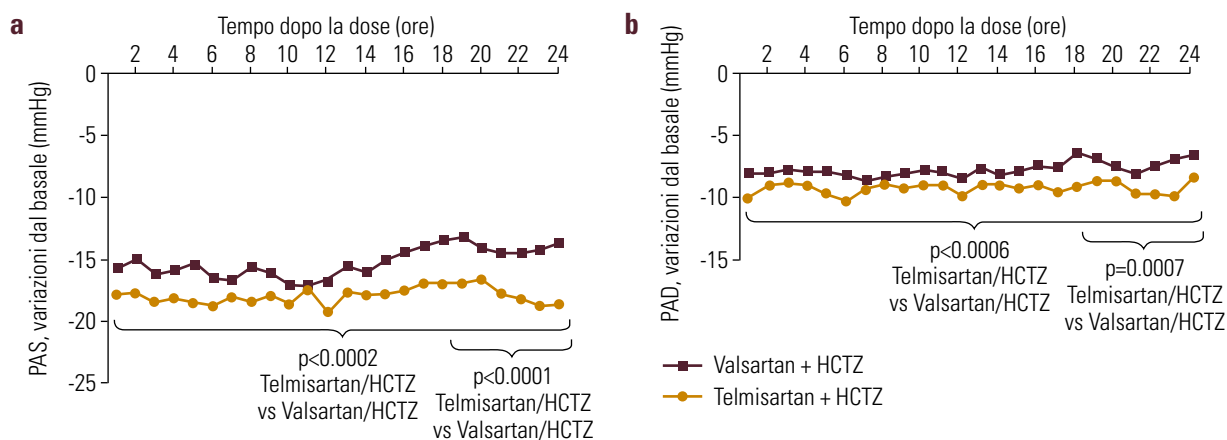 a
Tempo dopo la dose (ore)
2 4 6 8 10 11 12 14 16 18 20 22 24
PAS, variazioni dal basale (mmHg)
0
-5
-10
-15
-20
-25
p<0.0002
Telmisartan/HCTZ
vs Valsartan/HCTZ
p<0.0001
Telmisartan/HCTZ
vs Valsartan/HCTZ
b
Tempo dopo la dose (ore)
2 4 6 8 10 12 14 16 18 20 22 24
PAD, variazioni dal basale (mmHg)
0
-5
-10
-15
p<0.0006
Telmisartan/HCTZ
vs Valsartan/HCTZ
p=0.0007
Telmisartan/HCTZ
vs Valsartan/HCTZ
Valsartan + HCTZ
Telmisartan + HCTZ